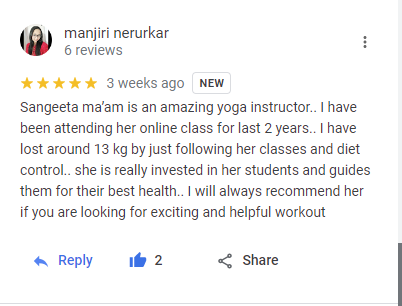 manjiri nerurkar
6 reviews
3 weeks ago NEW
Sangeeta ma'am is an amazing yoga instructor.. I have
been attending her online class for last 2 years.. I have
lost around 13 kg by just following her classes and diet
control.. she is really invested in her students and guides
them for their best health.. I will always recommend her
if you are looking for exciting and helpful workout
Reply 2 Share